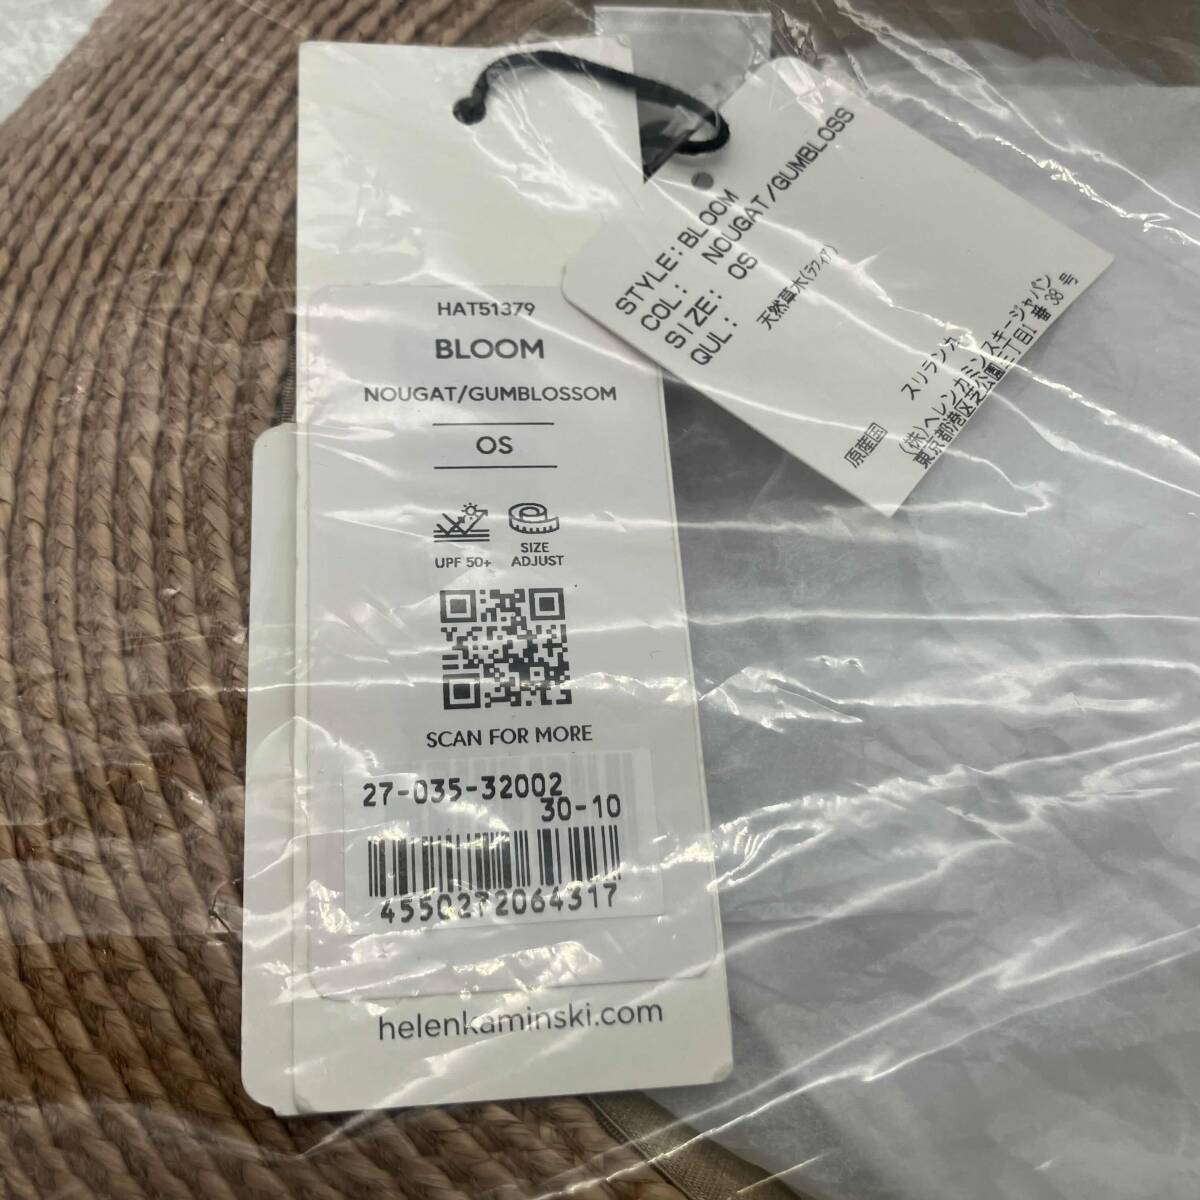 HAT51379
BLOOM
NOUGAT/GUMBLOSSOM
OS
UPF 50+
SIZE
ADJUST
SCAN FOR MORE
27-035-32002
30-10
4550272064317
helenkaminski.com
STYLE: BLOOM
COL: NOUGAT/GUMBLOSS
SIZE: OS
QUL:
天然草木(ラフィア)
原産国 スリランカ
(株)ヘレンカミンスキージャパン
東京都港区芝公園二丁目1番38号